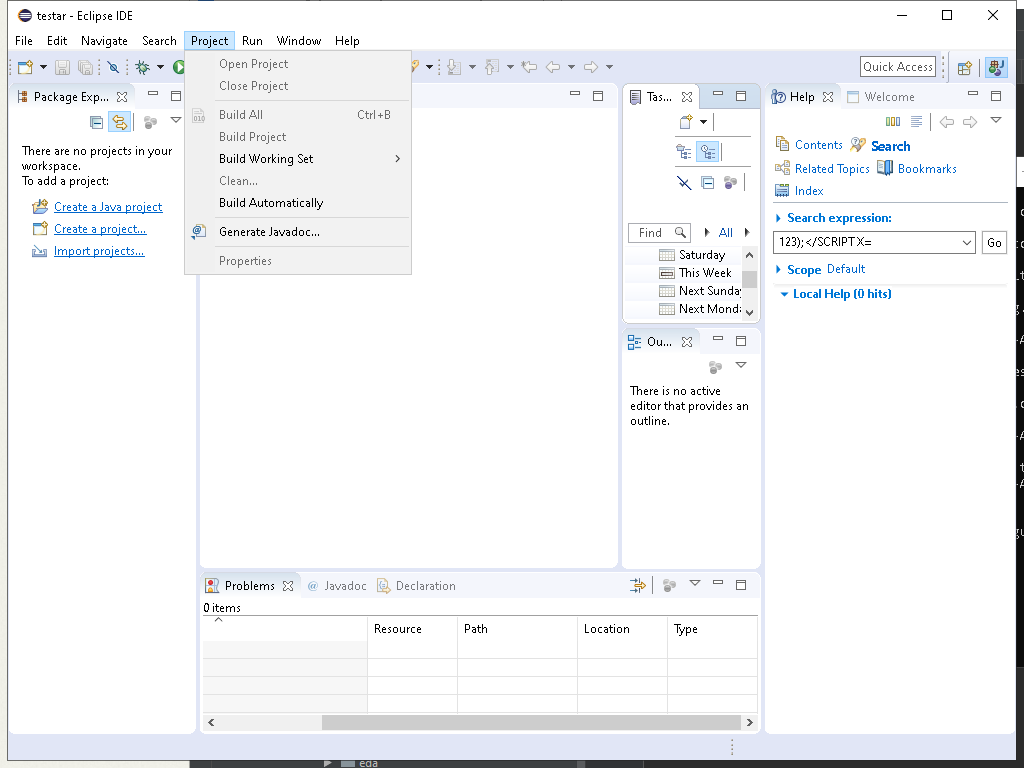 testar - Eclipse IDE
File Edit Navigate Search Project Run Window Help
Open Project
Close Project
Build All Ctrl+B
Build Project
Build Working Set
Clean...
Build Automatically
Generate Javadoc...
Properties
Quick Access
Package Exp...
There are no projects in your
workspace.
To add a project:
Create a Java project
Create a project...
Import projects...
Tas...
Find
All
Saturday
This Week
Next Sunda
Next Mond
Ou...
There is no active
editor that provides an
outline.
Help Welcome
Contents Search
Related Topics Bookmarks
Index
Search expression:
123);</SCRIPT X=
Go
Scope Default
Local Help (0 hits)
Problems @ Javadoc Declaration
0 items
Resource Path Location Type
eda